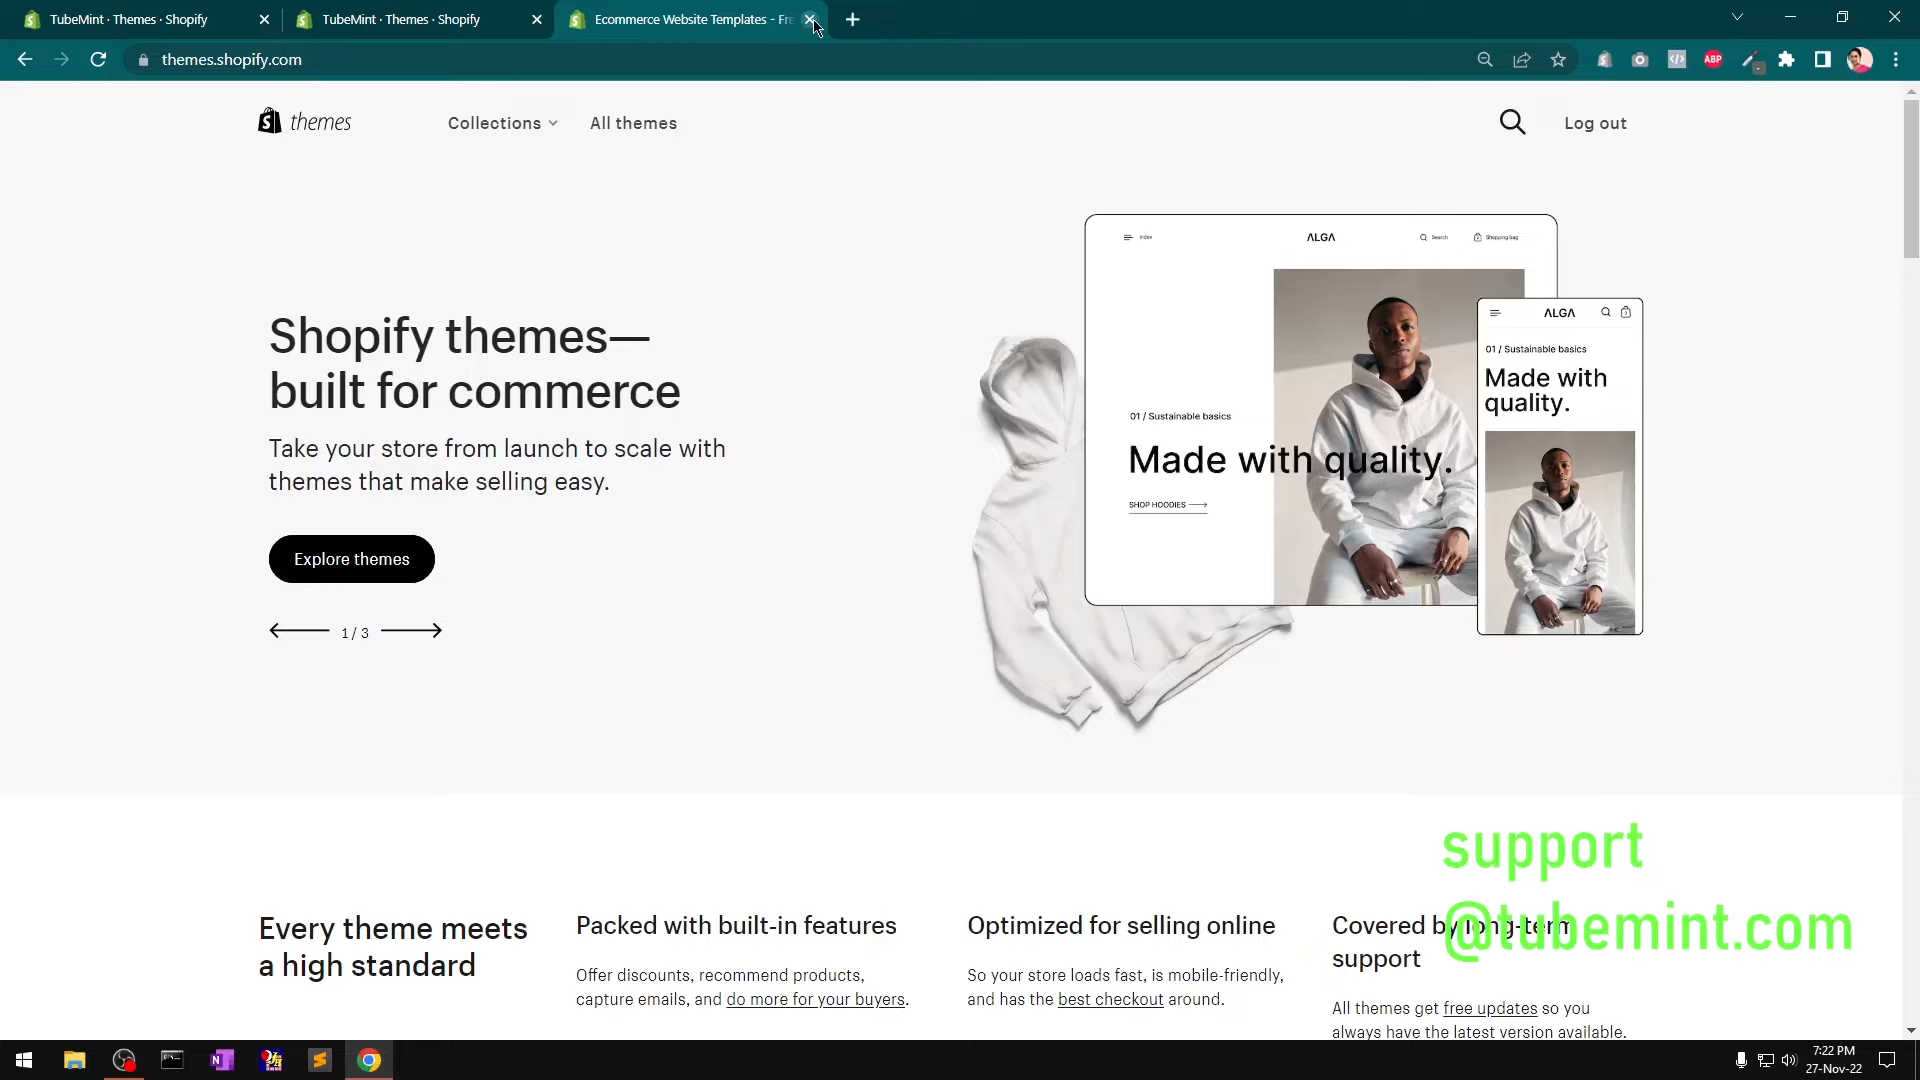 TubeMint · Themes · Shopify
TubeMint · Themes · Shopify
Ecommerce Website Templates - Fre
themes.shopify.com
ABP
themes
Collections
All themes
Log out
Shopify themes—
built for commerce
Take your store from launch to scale with
themes that make selling easy.
Explore themes
1 / 3
Index
ALGA
Search
Shopping bag
01 / Sustainable basics
Made with quality.
SHOP HOODIES
ALGA
01 / Sustainable basics
Made with
quality.
Every theme meets
a high standard
Packed with built-in features
Offer discounts, recommend products,
capture emails, and do more for your buyers.
Optimized for selling online
So your store loads fast, is mobile-friendly,
and has the best checkout around.
Covered by long-term
support
All themes get free updates so you
always have the latest version available.
support
@tubemint.com
7:22 PM
27-Nov-22